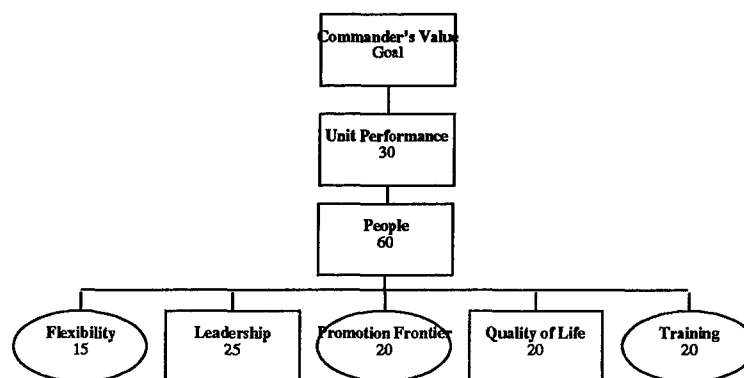 Commander's Value
Goal
Unit Performance
30
People
60
Flexibility
15
Leadership
25
Promotion Frontier
20
Quality of Life
20
Training
20